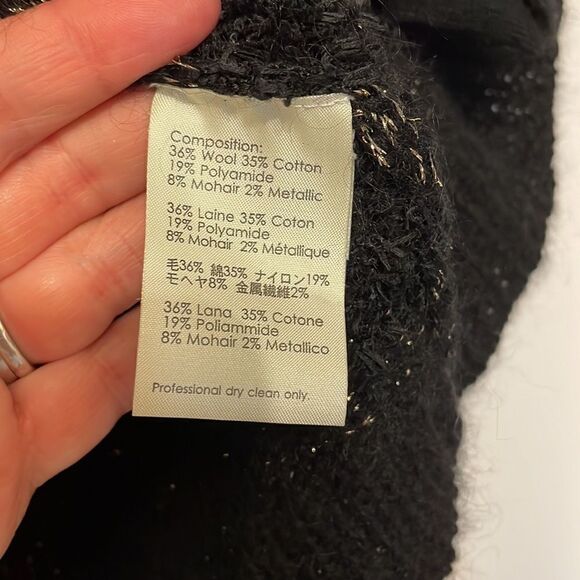 Composition:
36% Wool 35% Cotton
19% Polyamide
8% Mohair 2% Metallic
36% Laine 35% Coton
19% Polyamide
8% Mohair 2% Métallique
毛36% 綿35% ナイロン19%
モヘヤ8% 金属繊維2%
36% Lana 35% Cotone
19% Poliammide
8% Mohair 2% Metallico
Professional dry clean only.